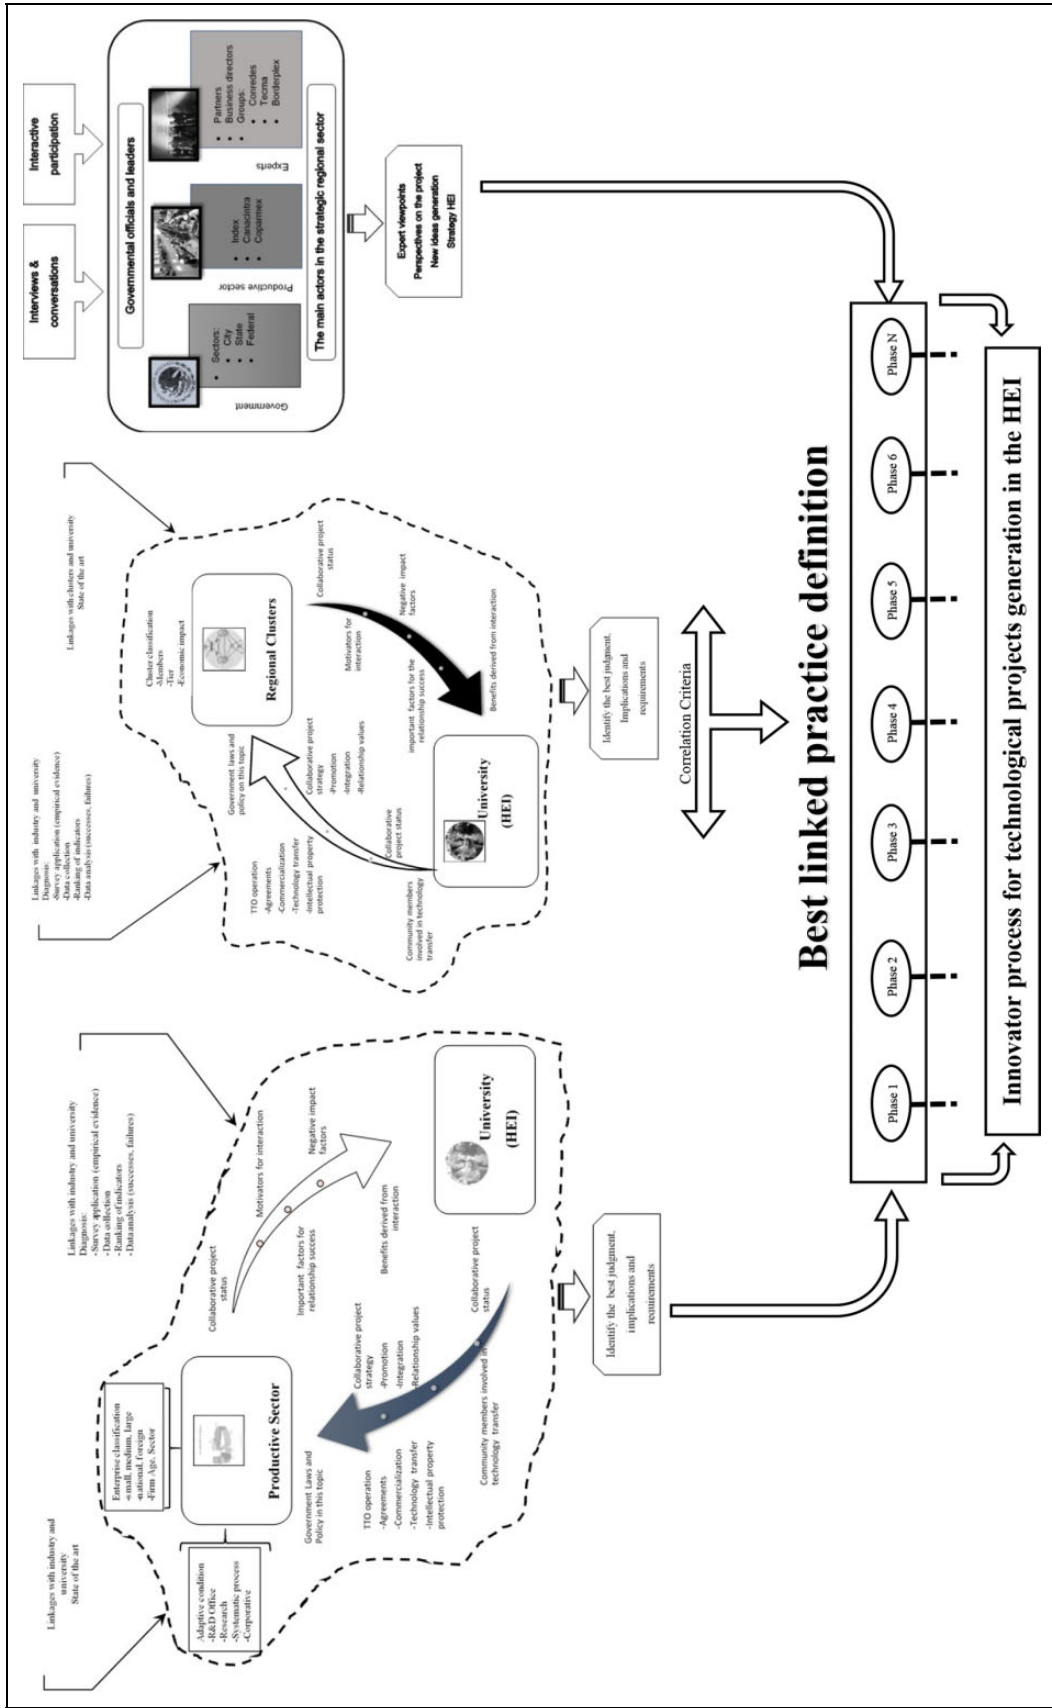 Linkages with industry and
university
State of the art
Enterprise classification
-small, medium, large
-national, foreign
-Firm Age. Sector
Adaptive condition
-R&D Office
-Research
-Systematic process
-Corporative
Productive Sector
Linkages with industry and university
Diagnosis:
-Survey application (empirical evidence)
-Data collection
-Ranking of indicators
-Data analysis (successes, failures)
Collaborative project
status
Motivators for interaction
Important factors for
relationship success
Negative impact
factors
Benefits derived from
interaction
University
(HEI)
Government Laws and
Policy in this topic
Collaborative project
strategy
-Promotion
-Integration
-Relationship values
TTO operation
-Agreements
-Commercialization
-Technology transfer
-Intellectual property
protection
Collaborative project
status
Community members involved in
technology transfer
Identify the best judgment,
implications and
requirements
Linkages with industry and university
Diagnosis:
-Survey application (empirical evidence)
-Data collection
-Ranking of indicators
-Data analysis (successes, failures)
Linkages with clusters and university
State of the art
Cluster classification
-Members
-Tier
-Economic impact
Regional Clusters
Government laws and
policy on this topic
Collaborative project
strategy
-Promotion
-Integration
-Relationship values
TTO operation
-Agreements
-Commercialization
-Technology transfer
-Intellectual property
protection
Collaborative
project status
Community members
involved in technology
transfer
Collaborative project
status
Motivators for
interaction
Negative impact
factors
important factors for the
relationship success
Benefits derived from interaction
University
(HEI)
Identify the best judgment,
Implications and
requirements
Interviews &
conversations
Interactive
participation
Governmental officials and leaders
Government
• Sectors:
• City
• State
• Federal
Productive sector
• Index
• Canacintra
• Coparmex
Experts
• Partners
• Business directors
• Groups:
• Conredes
• Tecma
• Borderplex
The main actors in the strategic regional sector
Expert viewpoints
Perspectives on the project
New ideas generation
Strategy HEI
Correlation Criteria
Best linked practice definition
Phase 1
Phase 2
Phase 3
Phase 4
Phase 5
Phase 6
Phase N
Innovator process for technological projects generation in the HEI